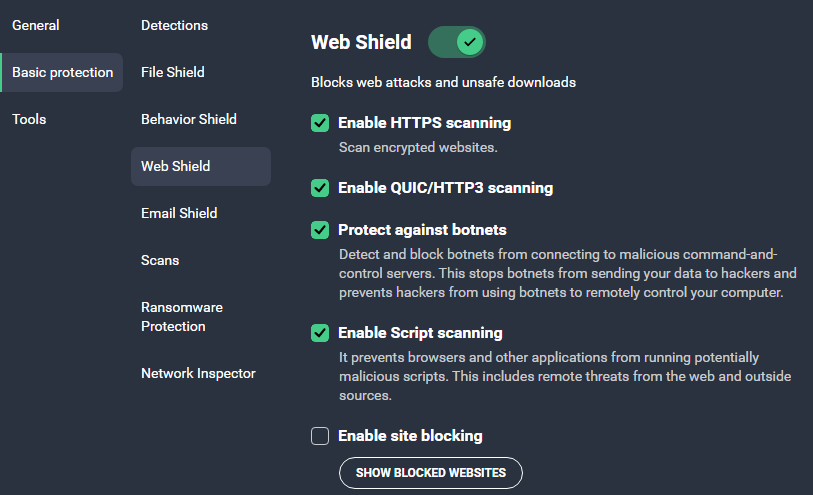 General
Basic protection
Tools
Detections
File Shield
Behavior Shield
Web Shield
Email Shield
Scans
Ransomware
Protection
Network Inspector
Web Shield
Blocks web attacks and unsafe downloads
Enable HTTPS scanning
Scan encrypted websites.
Enable QUIC/HTTP3 scanning
Protect against botnets
Detect and block botnets from connecting to malicious command-and-
control servers. This stops botnets from sending your data to hackers and
prevents hackers from using botnets to remotely control your computer.
Enable Script scanning
It prevents browsers and other applications from running potentially
malicious scripts. This includes remote threats from the web and outside
sources.
Enable site blocking
SHOW BLOCKED WEBSITES